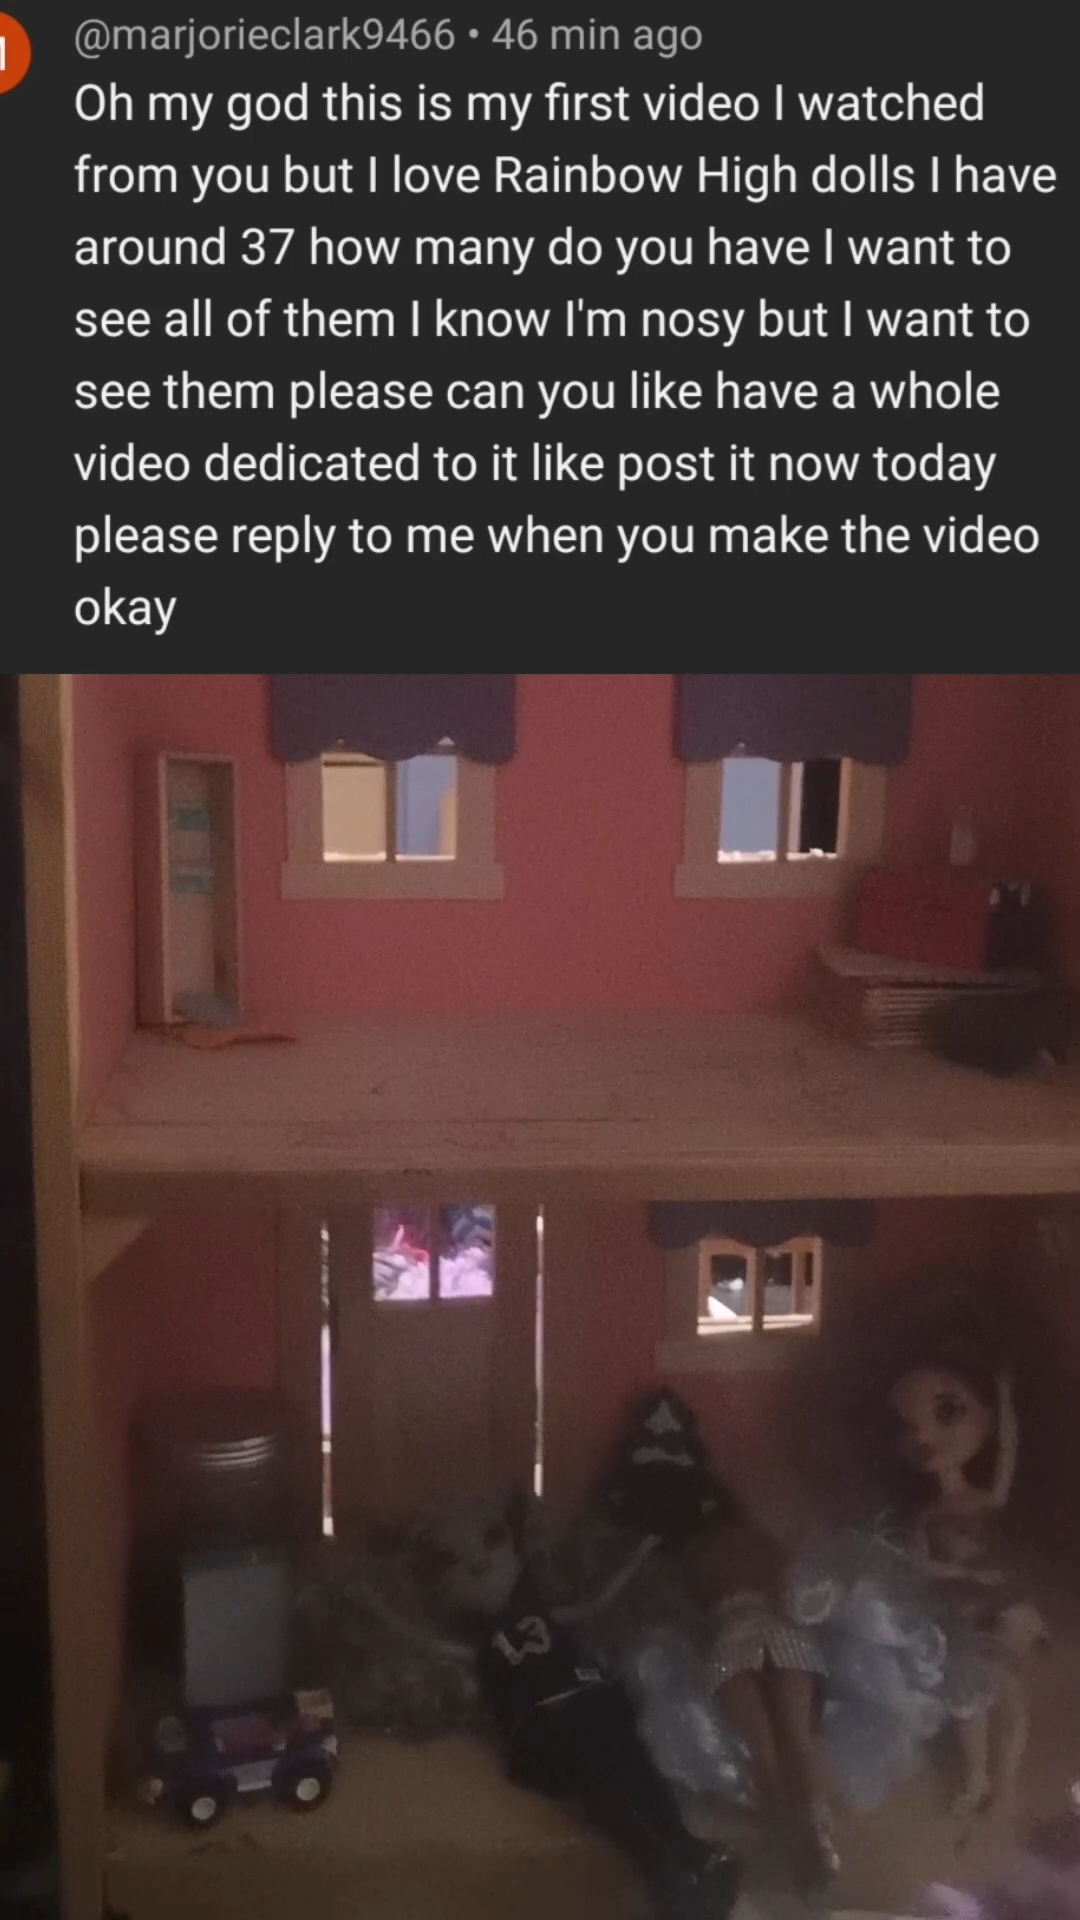 @marjorieclark9466 • 46 min ago
Oh my god this is my first video I watched
from you but I love Rainbow High dolls I have
around 37 how many do you have I want to
see all of them I know I'm nosy but I want to
see them please can you like have a whole
video dedicated to it like post it now today
please reply to me when you make the video
okay
13